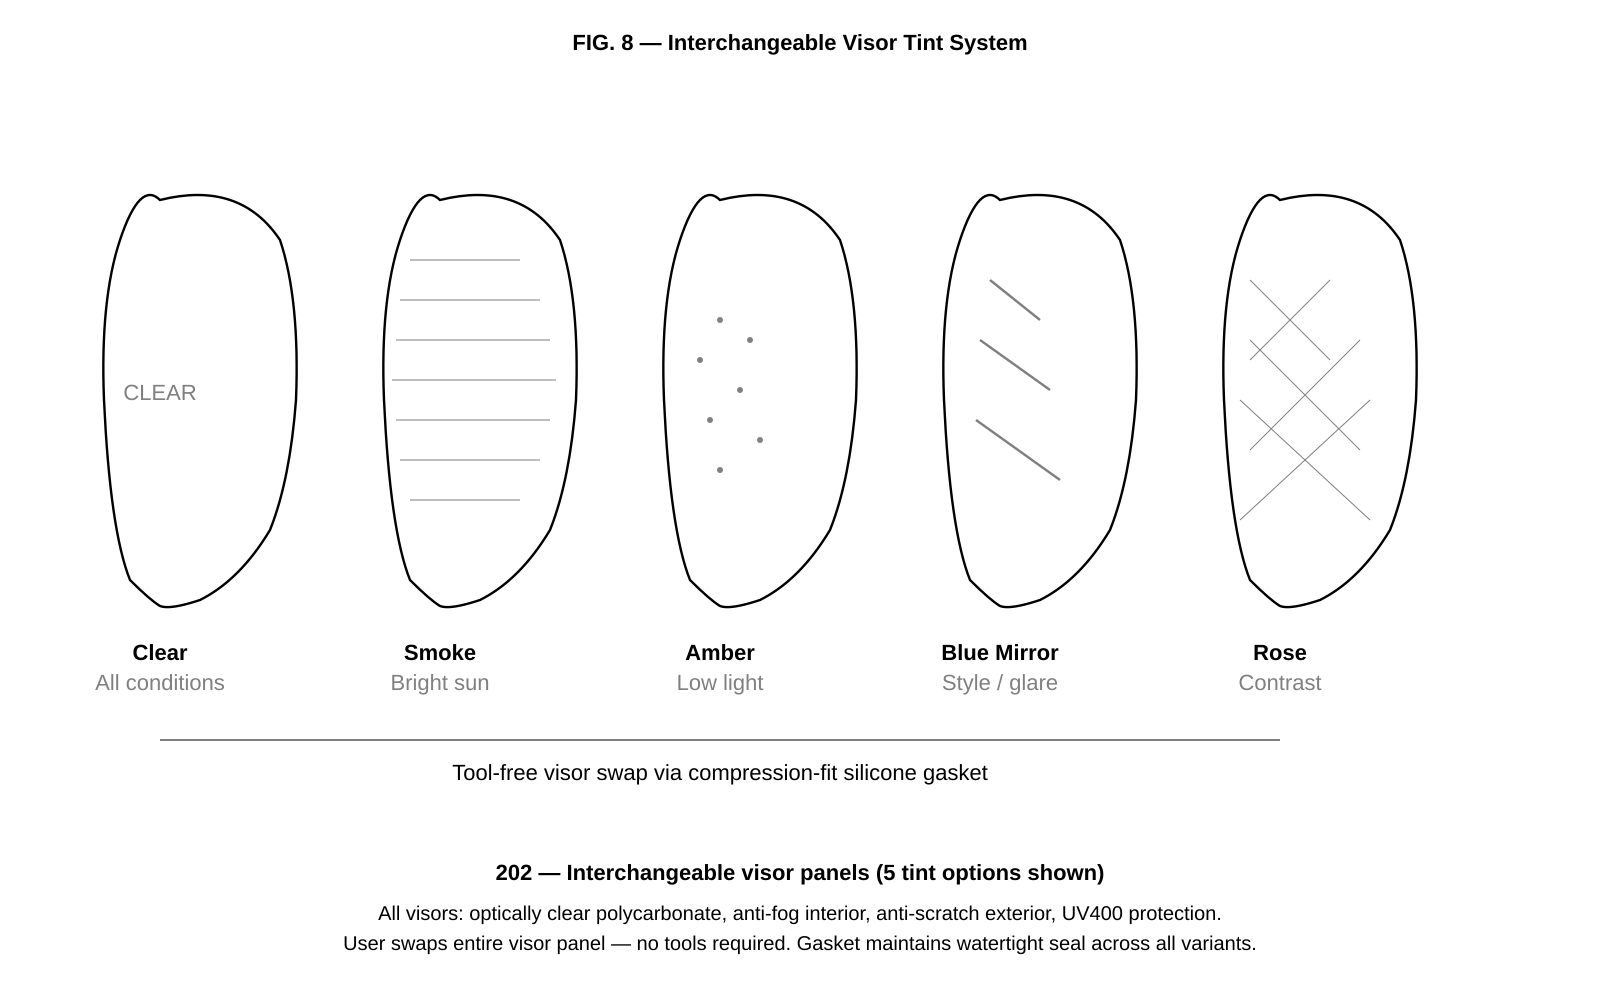 FIG. 8 — Interchangeable Visor Tint System
CLEAR
Clear
All conditions
Smoke
Bright sun
Amber
Low light
Blue Mirror
Style / glare
Rose
Contrast
Tool-free visor swap via compression-fit silicone gasket
202 — Interchangeable visor panels (5 tint options shown)
All visors: optically clear polycarbonate, anti-fog interior, anti-scratch exterior, UV400 protection.
User swaps entire visor panel — no tools required. Gasket maintains watertight seal across all variants.